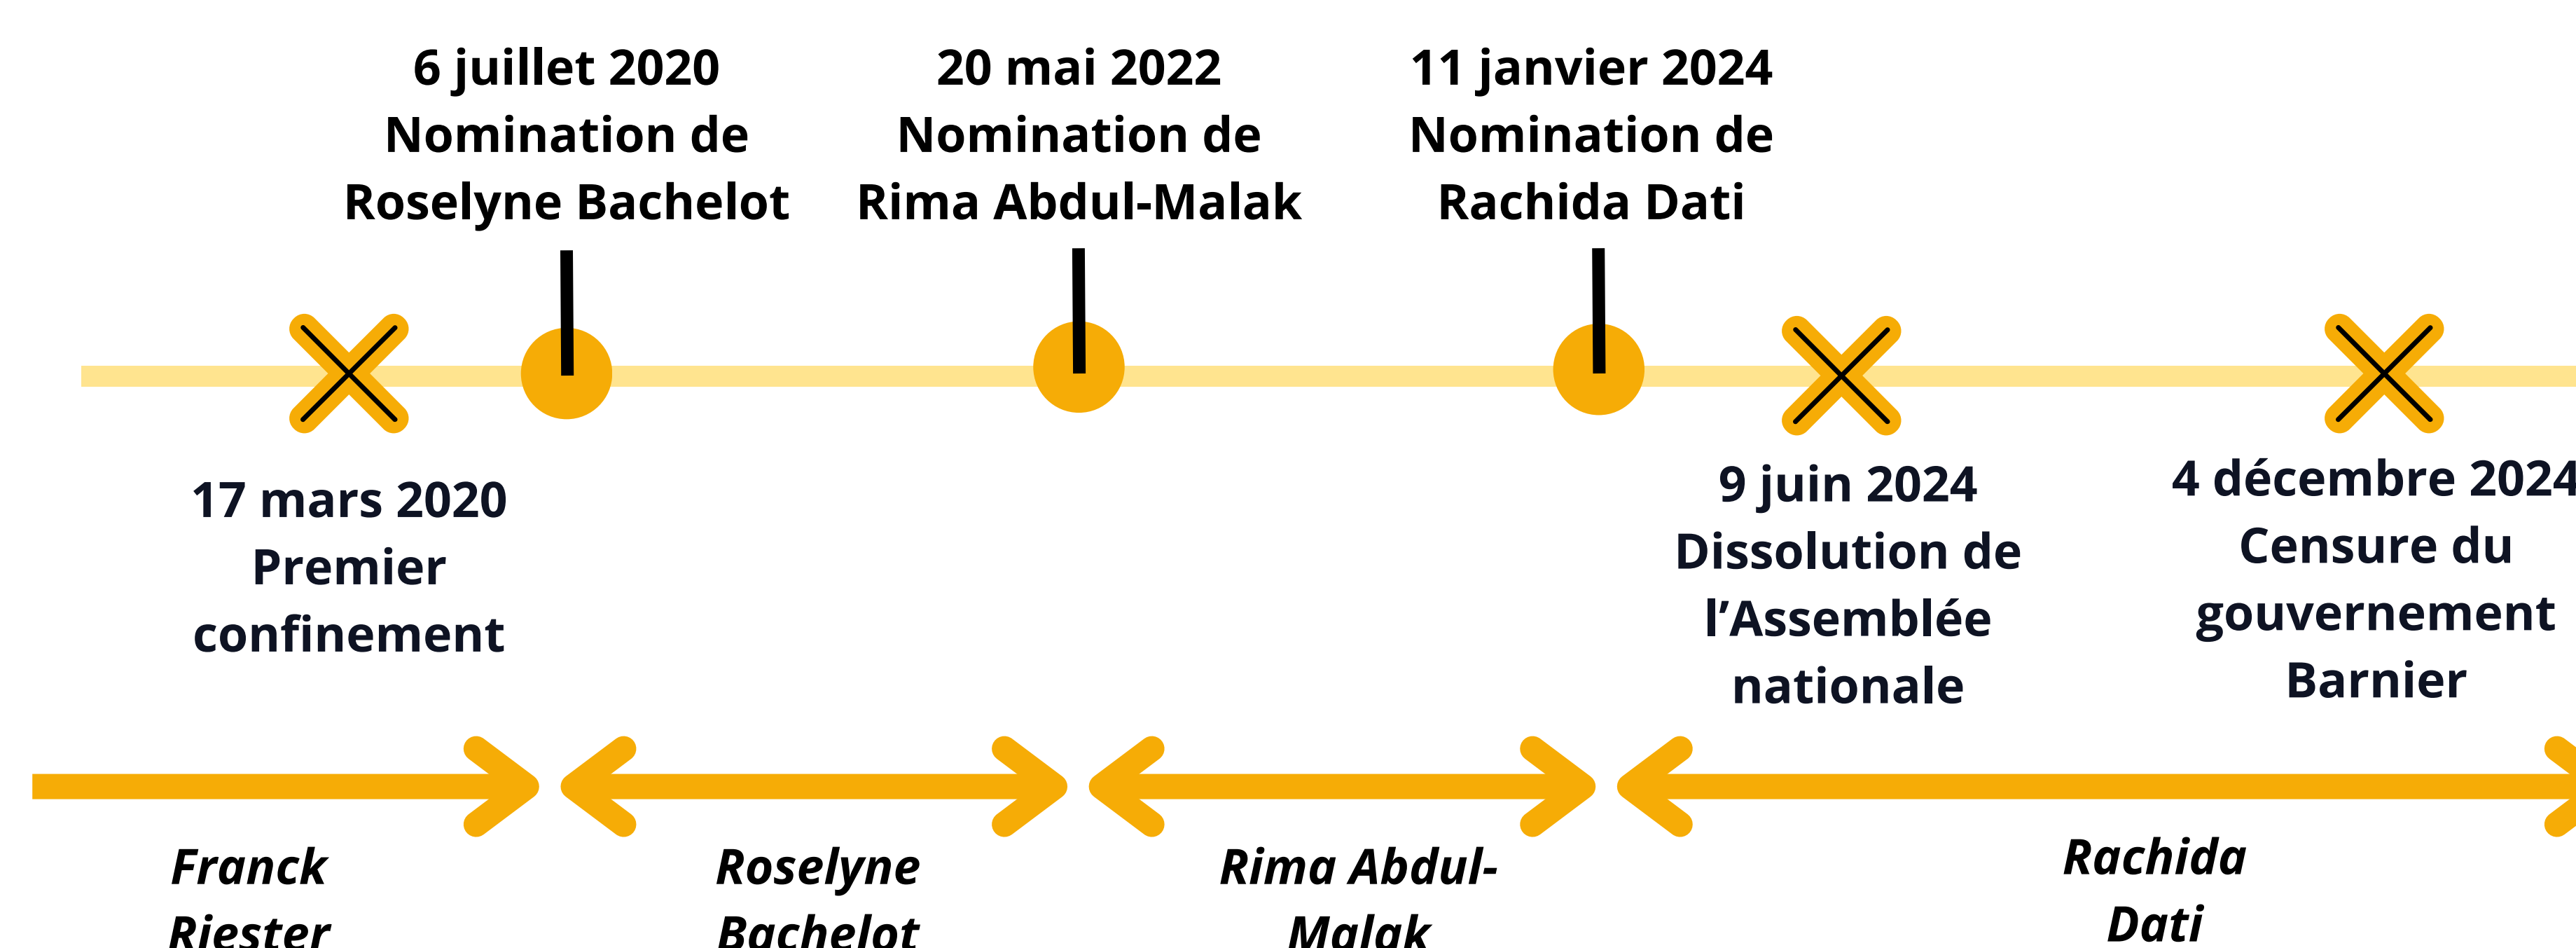 6 juillet 2020
Nomination de
Roselyne Bachelot
20 mai 2022
Nomination de
Rima Abdul-Malak
11 janvier 2024
Nomination de
Rachida Dati
17 mars 2020
Premier
confinement
9 juin 2024
Dissolution de
l’Assemblée
nationale
4 décembre 2024
Censure du
gouvernement
Barnier
Franck
Riester
Roselyne
Bachelot
Rima Abdul-
Malak
Rachida
Dati